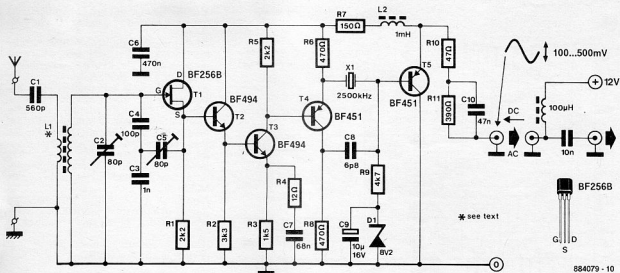 C1
560p
L1
*
C2
80p
C6
470n
C4
100p
C5
80p
C3
1n
G
D
S
BF256B
T1
R1
2k2
BF494
T2
R2
3k3
R5
2k2
T3
BF494
R4
12Ω
R3
1k5
C7
68n
R6
470Ω
T4
BF451
R8
470Ω
R7
150Ω
L2
1mH
X1
2500kHz
C8
6p8
R9
4k7
C9
10µ
16V
D1
8V2
T5
BF451
R10
47Ω
R11
390Ω
C10
47n
100...500mV
DC
AC
100µH
12V
10n
BF256B
G
S
D
* see text
0
884079 - 10